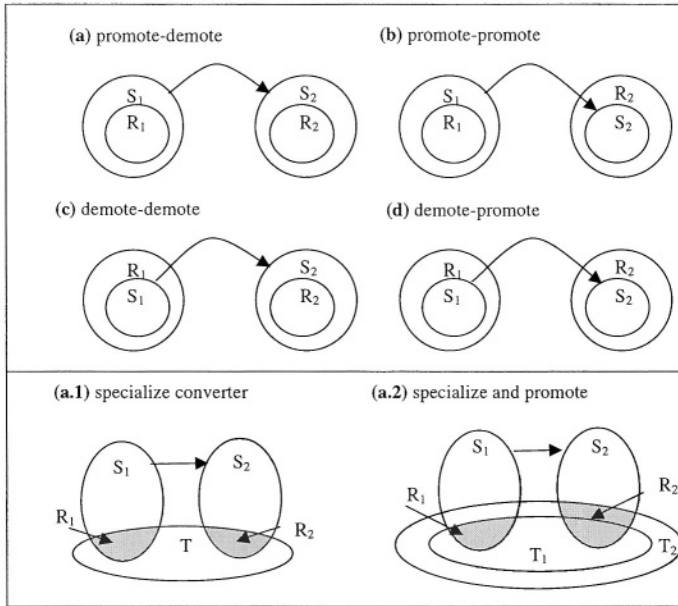 (a) promote-demote
(b) promote-promote
S₁
S₂
S₁
R₂
R₁
R₂
R₁
S₂
(c) demote-demote
(d) demote-promote
R₁
S₂
R₁
R₂
S₁
R₂
S₁
S₂
(a.1) specialize converter
(a.2) specialize and promote
S₁
S₂
S₁
S₂
R₁
R₂
R₁
T
R₂
T₁
T₂